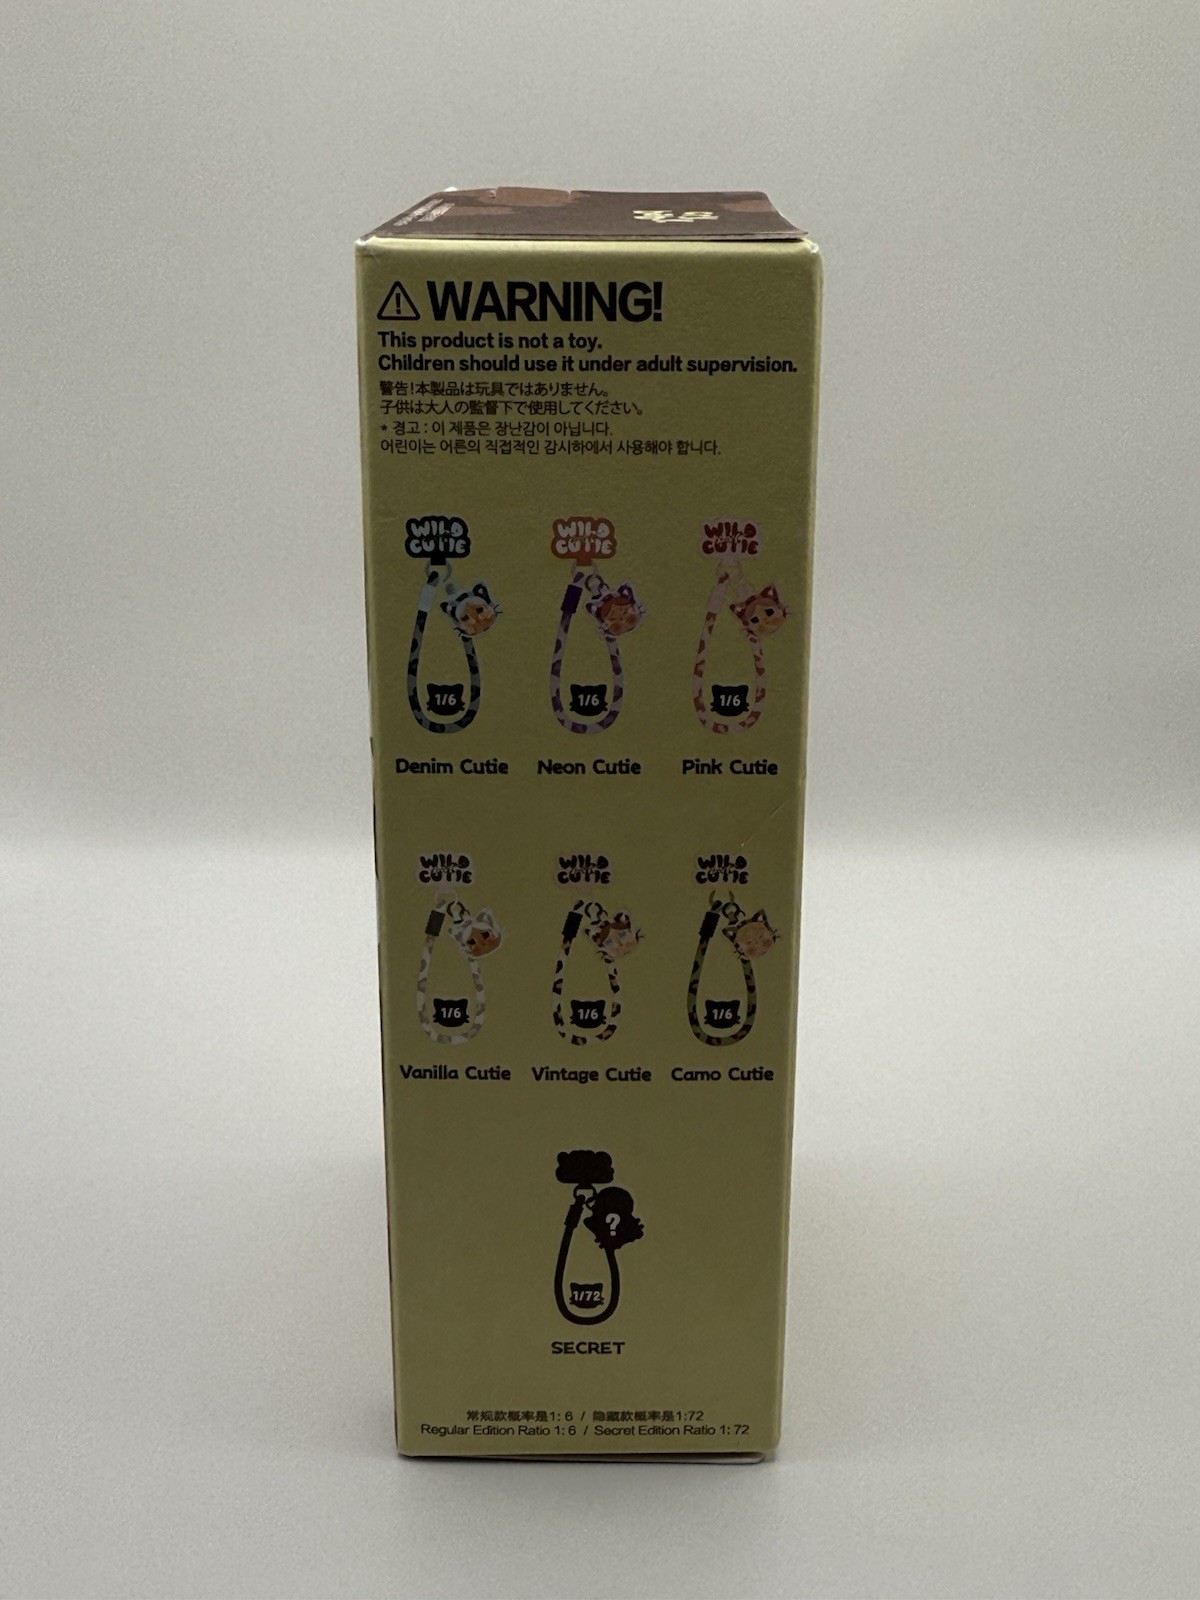 WARNING!
This product is not a toy.
Children should use it under adult supervision.
警告!本製品は玩具ではありません。
子供は大人の監督下で使用してください。
* 경고 : 이 제품은 장난감이 아닙니다.
어린이는 어른의 직접적인 감시하에서 사용해야 합니다.
WILD WILD WILD
CUTIE CUTIE CUTIE
1/6 1/6 1/6
Denim Cutie Neon Cutie Pink Cutie
WILD WILD WILD
CUTIE CUTIE CUTIE
1/6 1/6 1/6
Vanilla Cutie Vintage Cutie Camo Cutie
?
1/72
SECRET
常规款概率是1: 6 / 隐藏款概率是1:72
Regular Edition Ratio 1: 6 / Secret Edition Ratio 1: 72